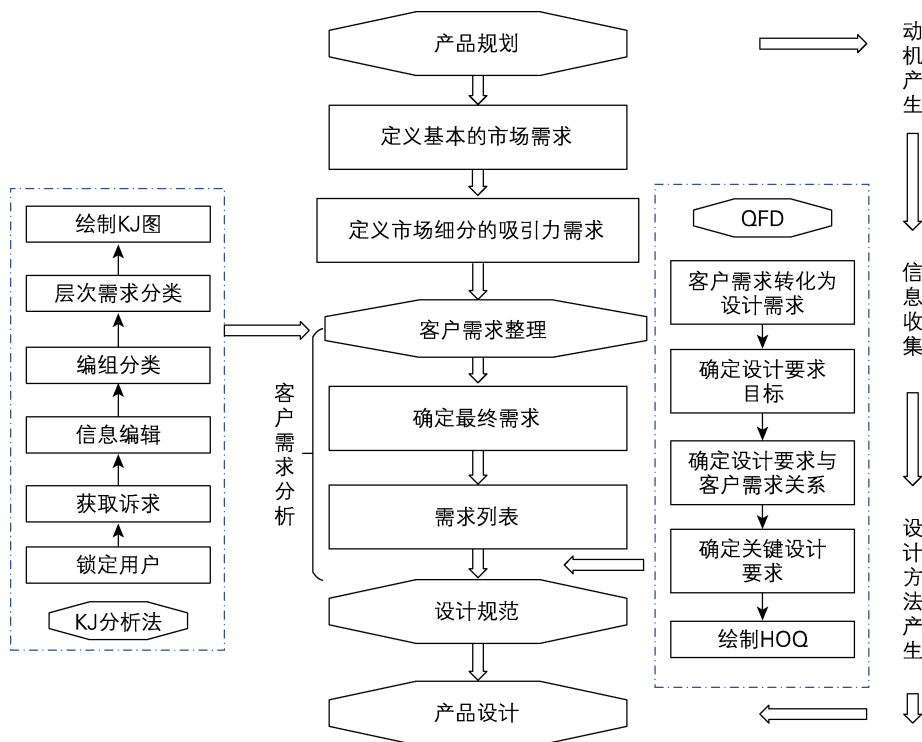 产品规划
定义基本的市场需求
定义市场细分的吸引力需求
客户需求整理
确定最终需求
需求列表
设计规范
产品设计
客户需求分析
绘制KJ图
层次需求分类
编组分类
信息编辑
获取诉求
锁定用户
KJ分析法
QFD
客户需求转化为
设计需求
确定设计要求
目标
确定设计要求与
客户需求关系
确定关键设计
要求
绘制HOQ
动机产生
信息收集
设计方法产生